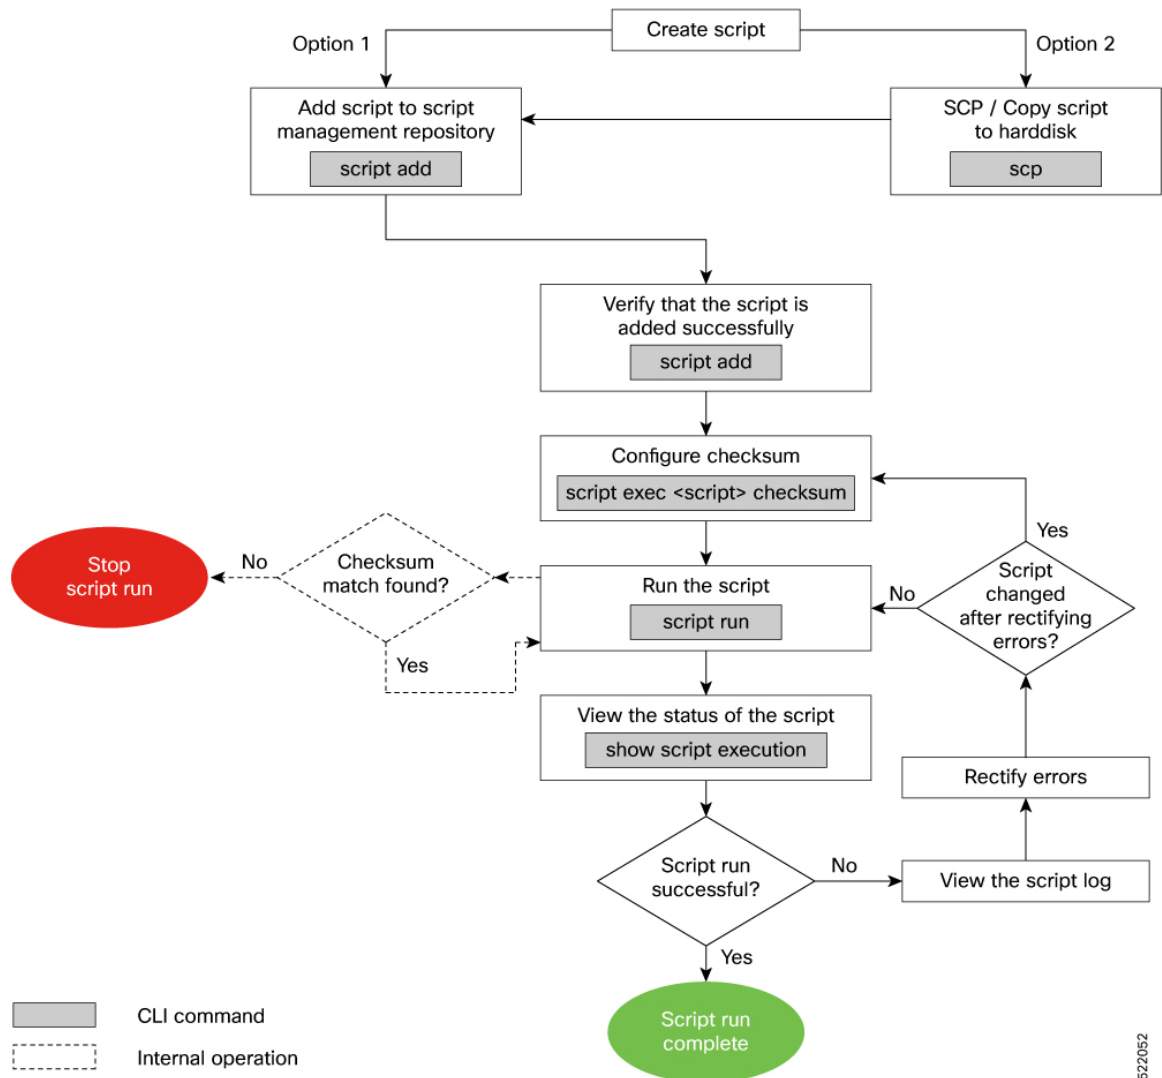 Create script
Option 1
Option 2
Add script to script
management repository
script add
SCP / Copy script
to harddisk
scp
Verify that the script is
added successfully
script add
Configure checksum
script exec <script> checksum
Yes
Stop
script run
No
Checksum
match found?
Yes
Run the script
script run
No
Script
changed
after rectifying
errors?
View the status of the script
show script execution
Rectify errors
Script run
successful?
No
View the script log
Yes
Script run
complete
CLI command
Internal operation
522052